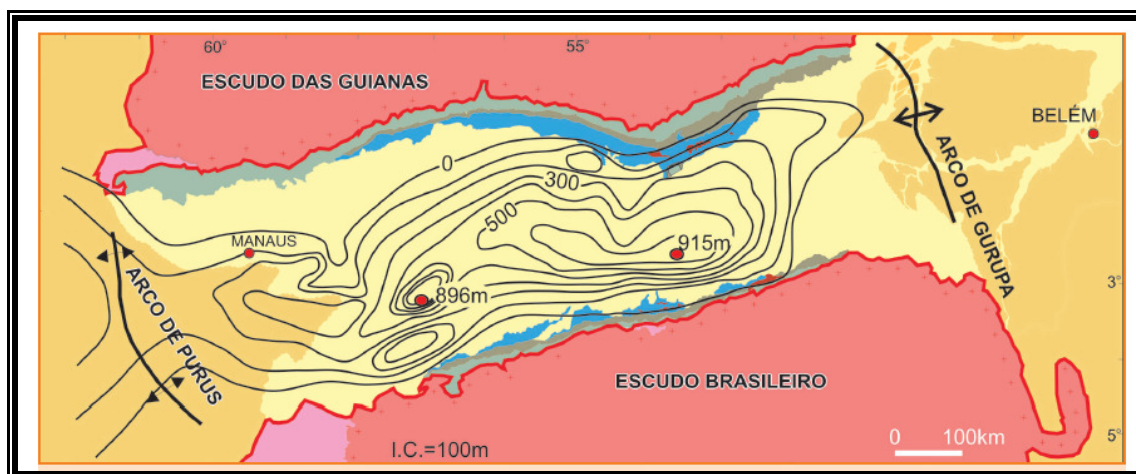 60°
55°
ESCUDO DAS GUIANAS
BELÉM
ARCO DE GURUPA
0
300
500
MANAUS
915m
896m
ARCO DE PURUS
3°
ESCUDO BRASILEIRO
I.C.=100m
0 100km
5°